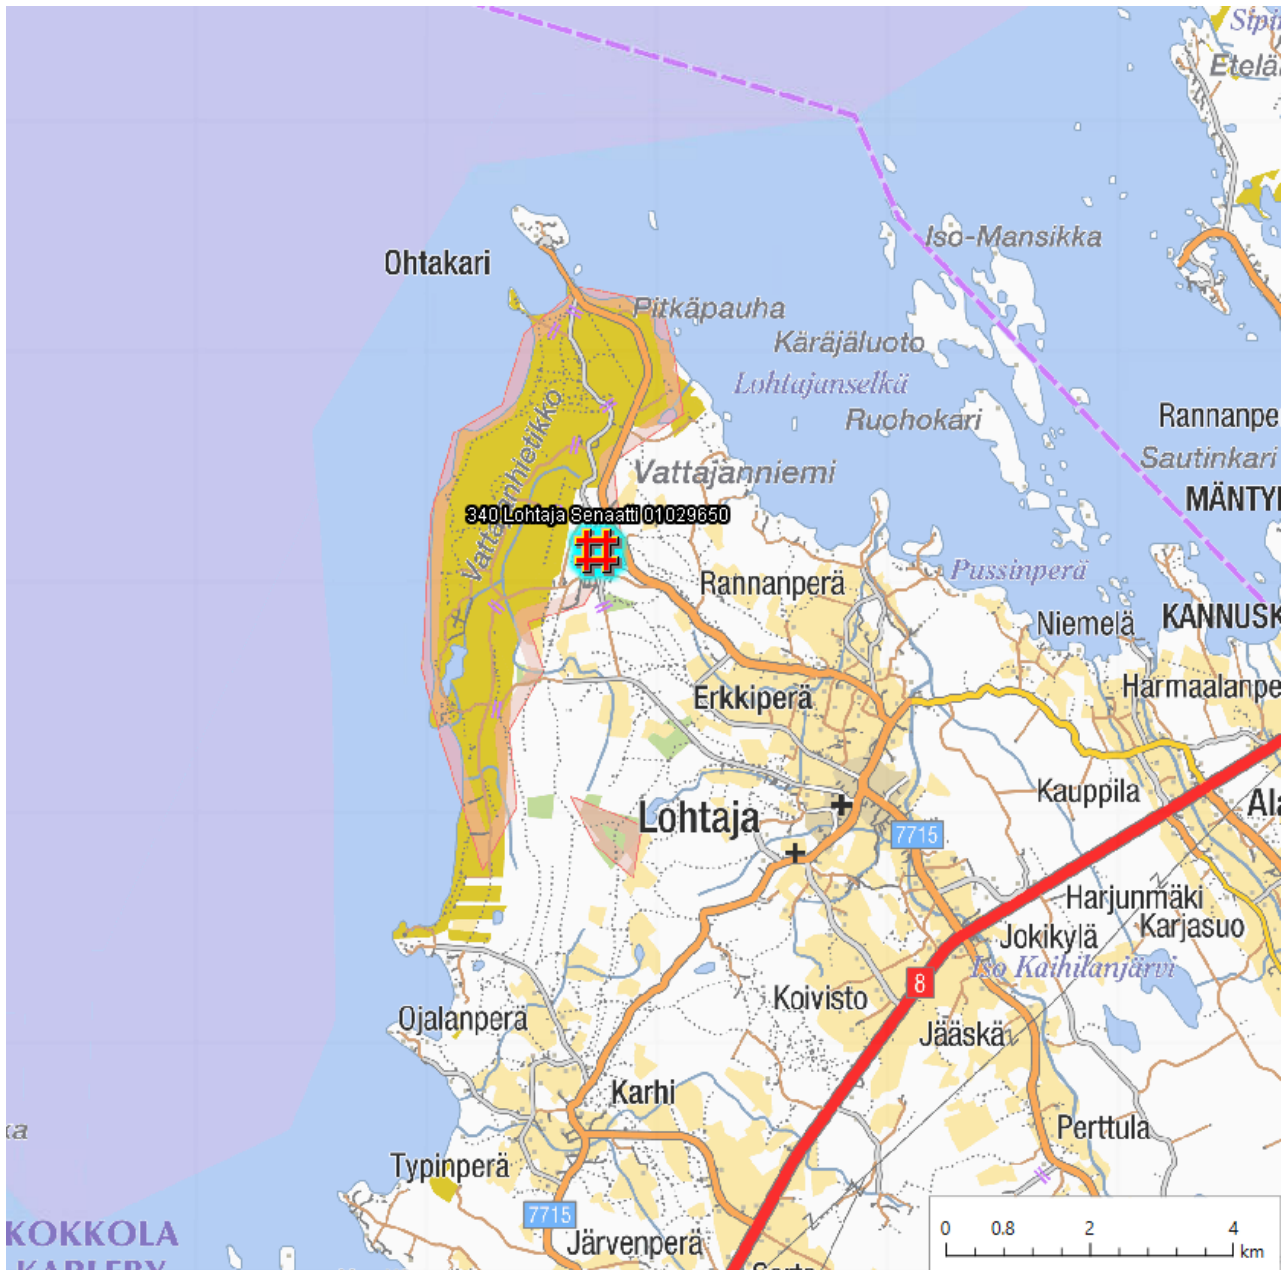 Ohtakari
Iso-Mansikka
Pitkäpauha
Käräjäluoto
Lohtajanselkä
Ruohokari
Rannanpe
Sautinkari
Vattajanniemi
MÄNTY
Vattajanhietikko
340 Lohtaja Senaatti 01029650
Pussinperä
Rannanperä
Niemelä
KANNUSK
Erkkiperä
Harmaalanpe
Kauppila
Ala
Lohtaja
7715
Harjunmäki
Karjasuo
Jokikylä
Iso Kaihilanjärvi
8
Koivisto
Jääskä
Ojalanperä
Karhi
Perttula
Typinperä
7715
Järvenperä
KOKKOLA
KARLEBY
0 0.8 2 4
km